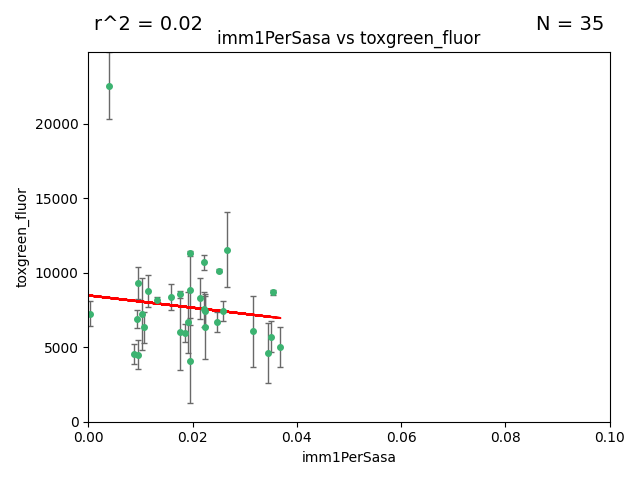 r^2 = 0.02
N = 35
imm1PerSasa vs toxgreen_fluor
toxgreen_fluor
20000
15000
10000
5000
0
0.00
0.02
0.04
0.06
0.08
0.10
imm1PerSasa